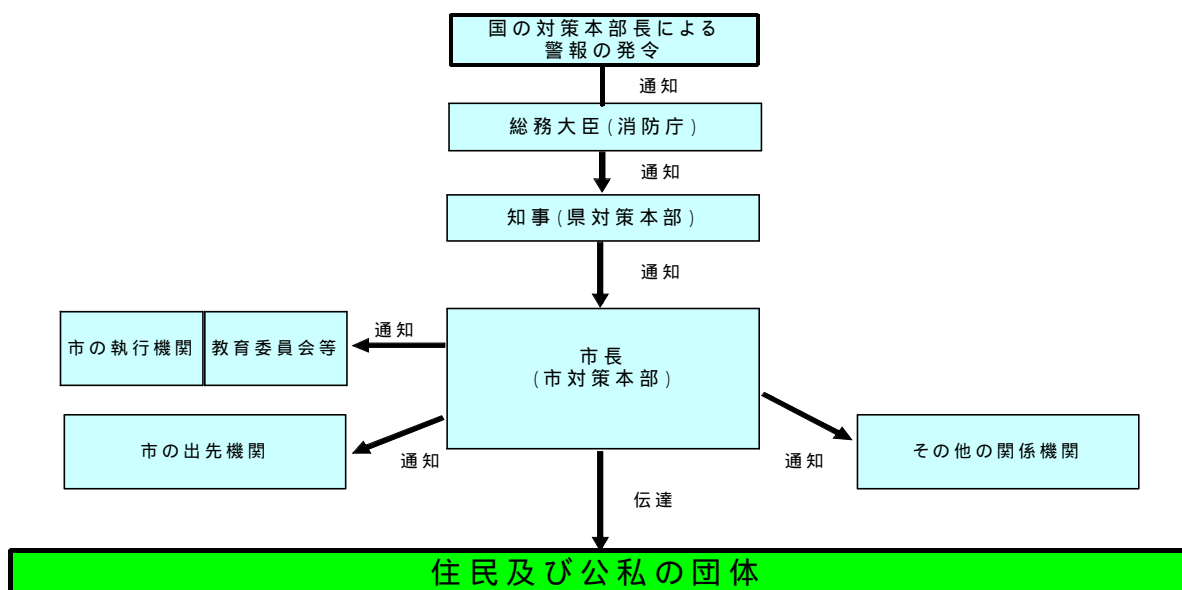 国の対策本部長による
警報の発令
通知
総務大臣(消防庁)
通知
知事(県対策本部)
通知
市の執行機関
教育委員会等
通知
市長
(市対策本部)
市の出先機関
通知
通知
その他の関係機関
伝達
住民及び公私の団体